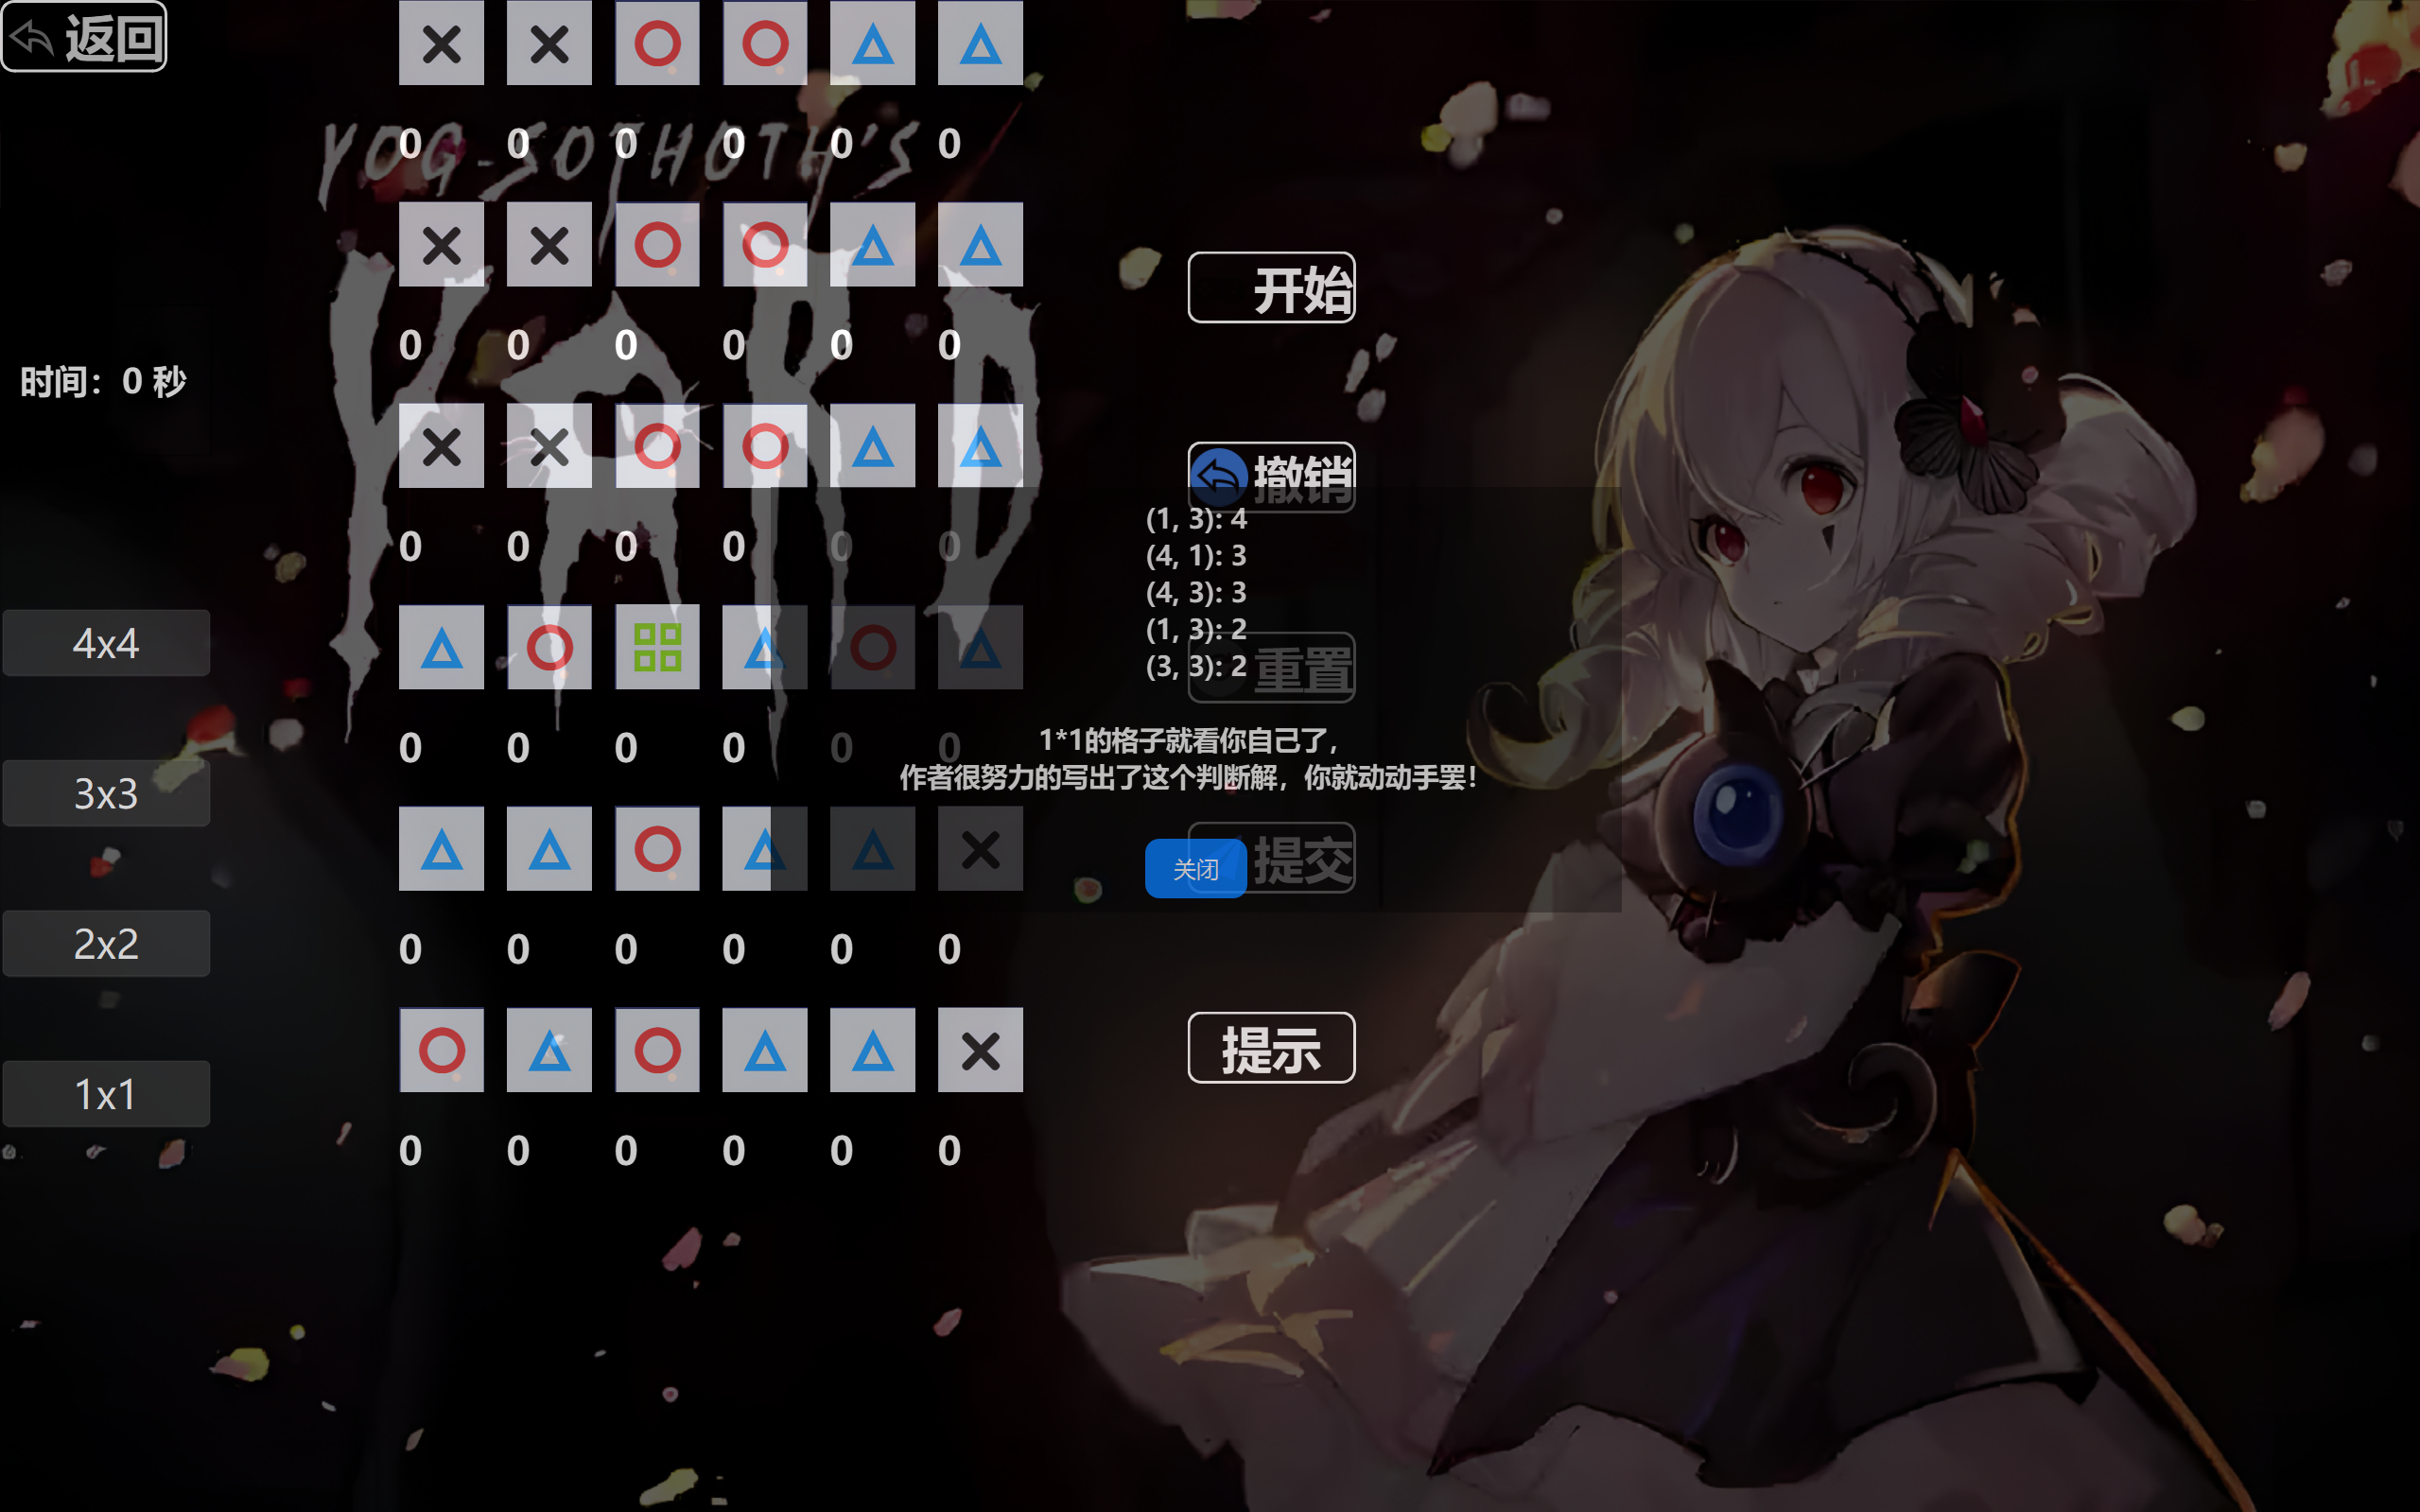 返回
0 0 0 0 0 0
YOG-SOTHOTH'S
YARD
开始
0 0 0 0 0 0
时间：0 秒
撤销
(1, 3): 4
0 0 0 0 0 0
(4, 1): 3
(4, 3): 3
(1, 3): 2
4x4
(3, 3): 2
重置
0 0 0 0 0 0
1*1的格子就看你自己了，
作者很努力的写出了这个判断解，你就动动手罢！
3x3
提交
关闭
2x2
0 0 0 0 0 0
提示
1x1
0 0 0 0 0 0